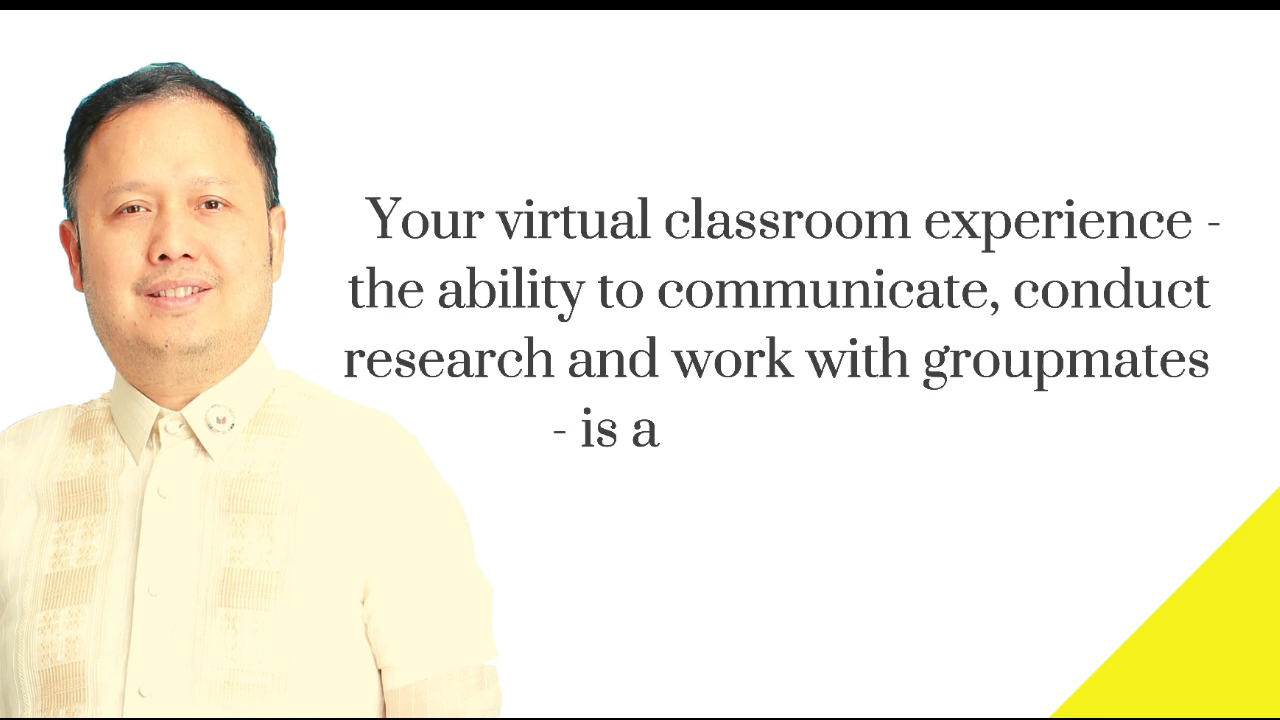 Your virtual classroom experience -
the ability to communicate, conduct
research and work with groupmates
- is a